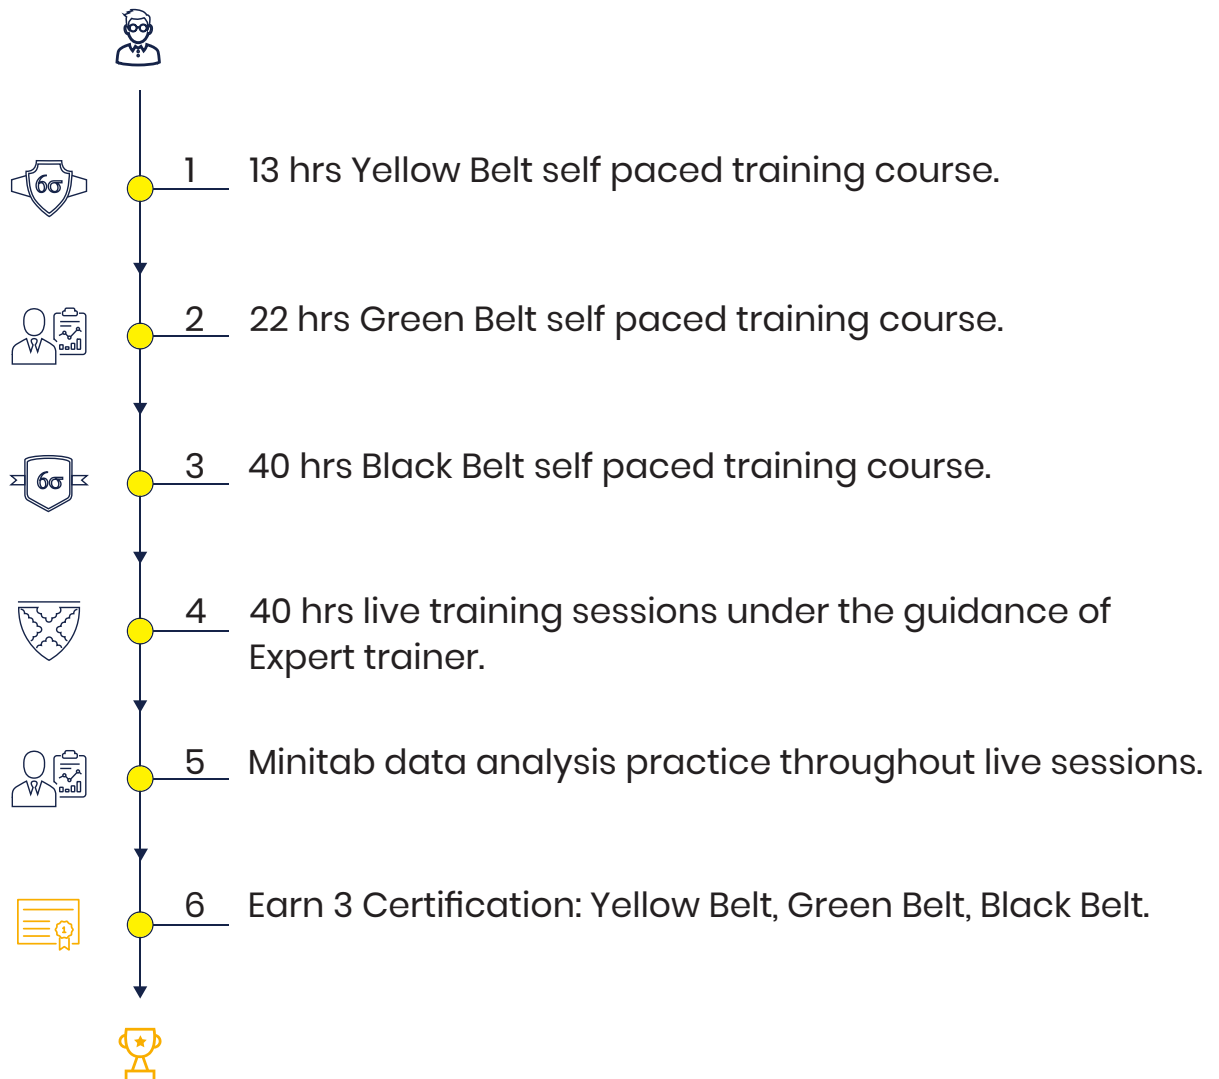 6σ
1 13 hrs Yellow Belt self paced training course.
2 22 hrs Green Belt self paced training course.
6σ
3 40 hrs Black Belt self paced training course.
4 40 hrs live training sessions under the guidance of
Expert trainer.
5 Minitab data analysis practice throughout live sessions.
6 Earn 3 Certification: Yellow Belt, Green Belt, Black Belt.
1